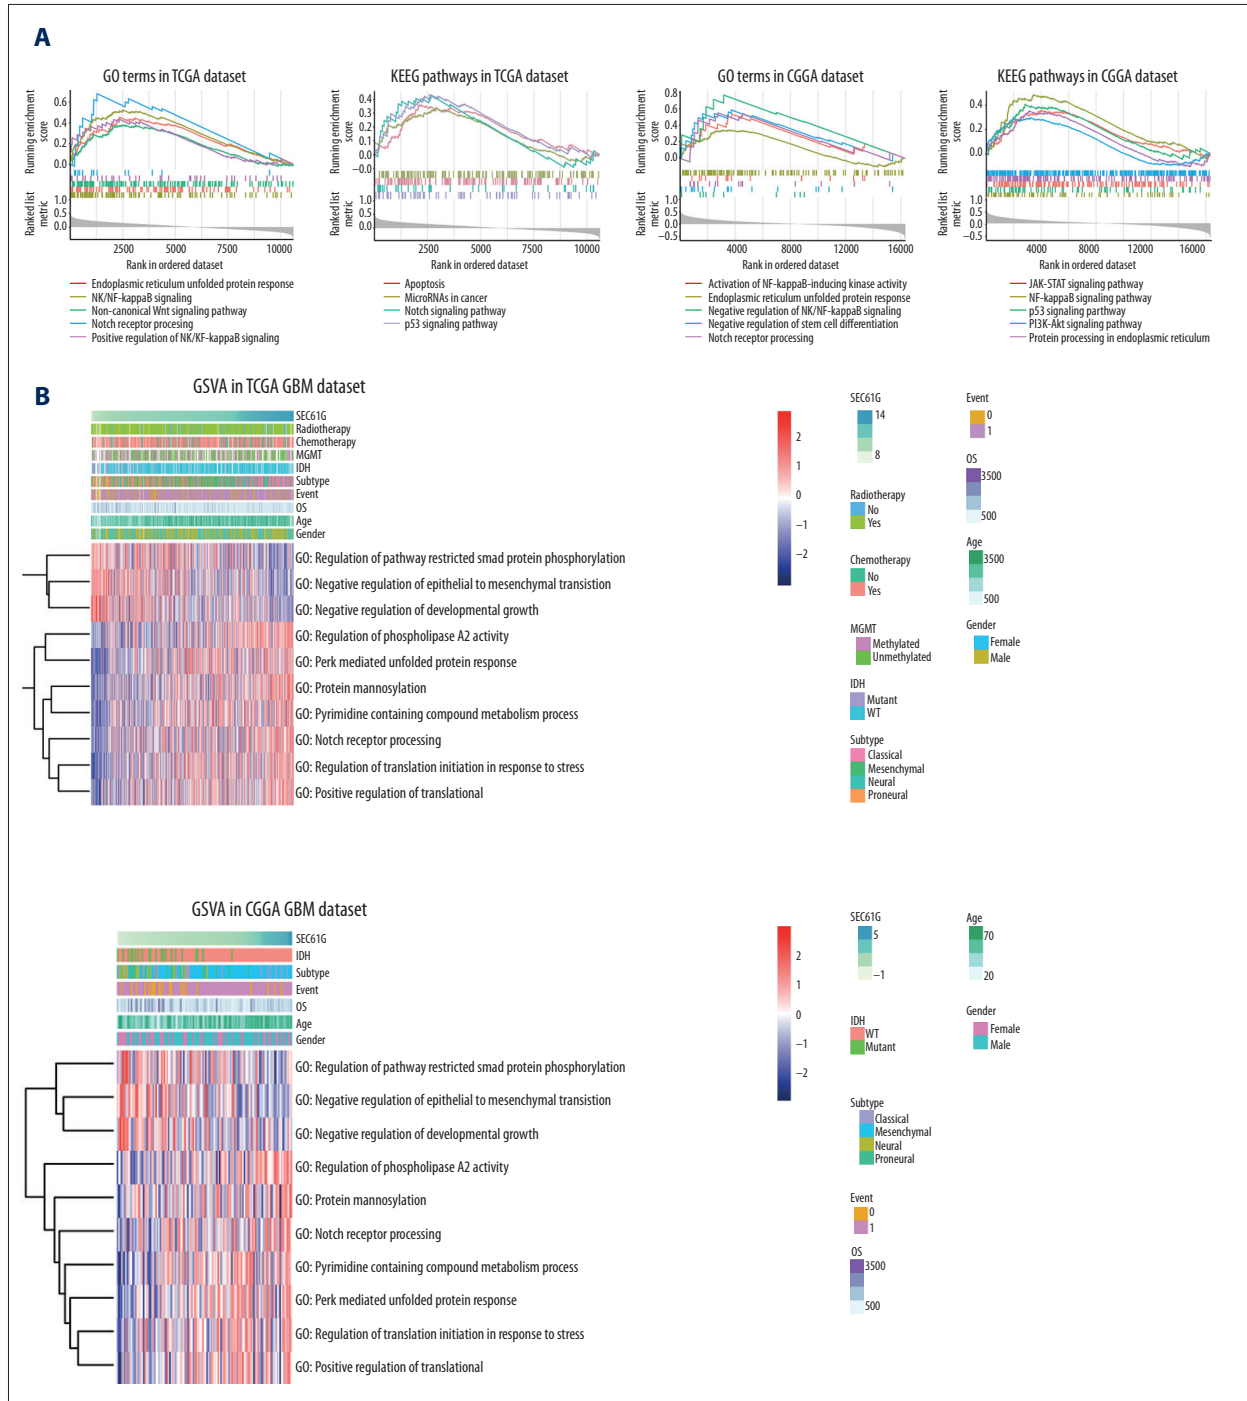 A
GO terms in TCGA dataset
Running enrichment
score
0.6
0.4
0.2
0.0
Ranked list
metric
1.0
0.5
0.0
2500
5000
7500
10000
Rank in ordered dataset
Endoplasmic reticulum unfolded protein response
NK/NF-kappaB signaling
Non-canonical Wnt signaling pathway
Notch receptor procesing
Positive regulation of NK/KF-kappaB signaling
KEEG pathways in TCGA dataset
Running enrichment
score
0.4
0.3
0.2
0.1
−0.0
Ranked list
metric
1.0
0.5
0.0
2500
5000
7500
10000
Rank in ordered dataset
Apoptosis
MicroRNAs in cancer
Notch signaling pathway
p53 signaling pathway
GO terms in CGGA dataset
Running enrichment
score
0.8
0.6
0.4
0.2
0.0
Ranked list
metric
1.0
0.5
0.0
−0.5
4000
8000
12000
16000
Rank in ordered dataset
Activation of NF-kappaB-inducing kinase activity
Endoplasmic reticulum unfolded protein response
Negative regulation of NK/NF-kappaB signaling
Negative regulation of stem cell differentiation
Notch receptor processing
KEEG pathways in CGGA dataset
Running enrichment
score
0.4
0.2
0.0
Ranked list
metric
1.0
0.5
0.0
−0.5
4000
8000
12000
16000
Rank in ordered dataset
JAK-STAT signaling pathway
NF-kappaB signaling pathway
p53 signaling parthway
PI3K-Akt signaling pathway
Protein processing in endoplasmic reticulum
B
GSVA in TCGA GBM dataset
SEC61G
Radiotherapy
Chemotherapy
MGMT
IDH
Subtype
Event
OS
Age
Gender
GO: Regulation of pathway restricted smad protein phosphorylation
GO: Negative regulation of epithelial to mesenchymal transistion
GO: Negative regulation of developmental growth
GO: Regulation of phospholipase A2 activity
GO: Perk mediated unfolded protein response
GO: Protein mannosylation
GO: Pyrimidine containing compound metabolism process
GO: Notch receptor processing
GO: Regulation of translation initiation in response to stress
GO: Positive regulation of translational
2
1
0
−1
−2
SEC61G
14
8
Radiotherapy
No
Yes
Chemotherapy
No
Yes
MGMT
Methylated
Unmethylated
IDH
Mutant
WT
Subtype
Classical
Mesenchymal
Neural
Proneural
Event
0
1
OS
3500
500
Age
3500
500
Gender
Female
Male
GSVA in CGGA GBM dataset
SEC61G
IDH
Subtype
Event
OS
Age
Gender
GO: Regulation of pathway restricted smad protein phosphorylation
GO: Negative regulation of epithelial to mesenchymal transistion
GO: Negative regulation of developmental growth
GO: Regulation of phospholipase A2 activity
GO: Protein mannosylation
GO: Notch receptor processing
GO: Pyrimidine containing compound metabolism process
GO: Perk mediated unfolded protein response
GO: Regulation of translation initiation in response to stress
GO: Positive regulation of translational
2
1
0
−1
−2
SEC61G
5
−1
IDH
WT
Mutant
Subtype
Classical
Mesenchymal
Neural
Proneural
Event
0
1
OS
3500
500
Age
70
20
Gender
Female
Male